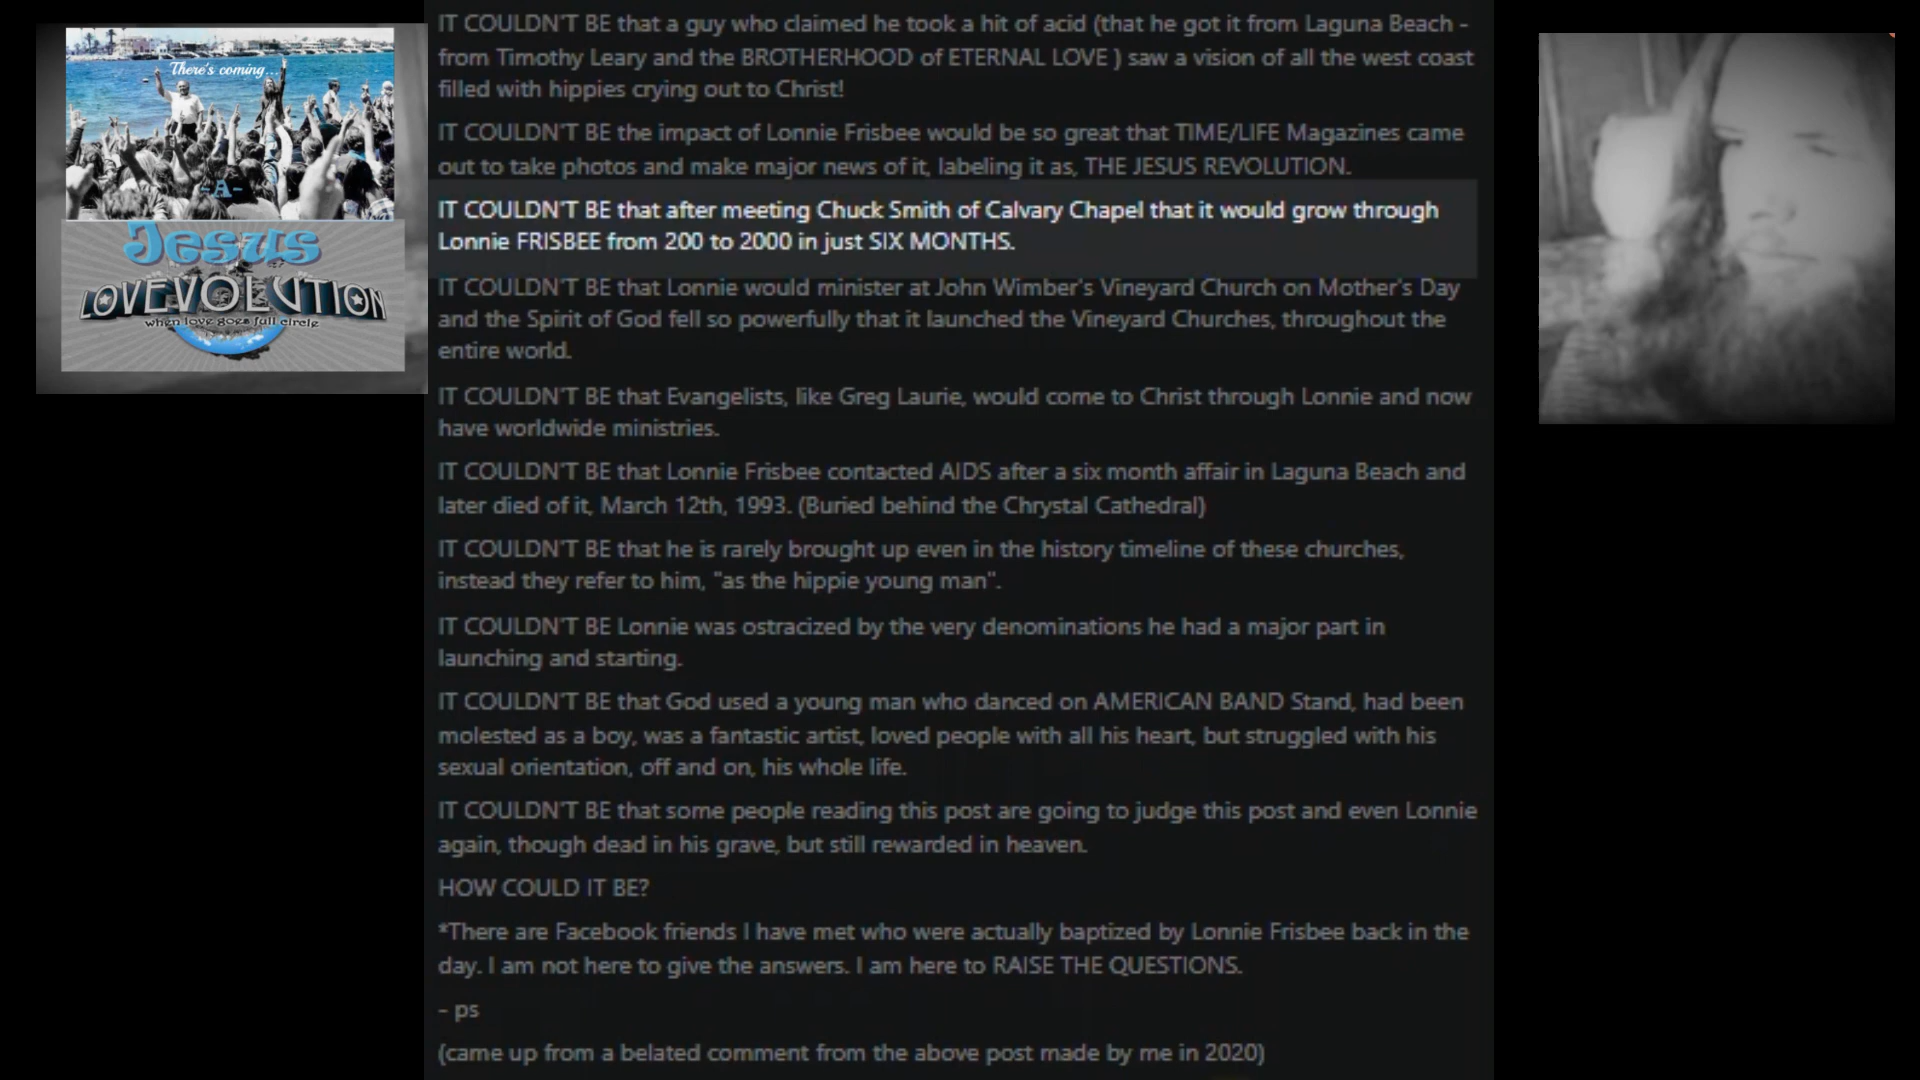 There's coming...
-A-
Jesus
LOVEVOLUTION
when love goes full circle
IT COULDN'T BE that a guy who claimed he took a hit of acid (that he got it from Laguna Beach -
from Timothy Leary and the BROTHERHOOD of ETERNAL LOVE ) saw a vision of all the west coast
filled with hippies crying out to Christ!
IT COULDN'T BE the impact of Lonnie Frisbee would be so great that TIME/LIFE Magazines came
out to take photos and make major news of it, labeling it as, THE JESUS REVOLUTION.
IT COULDN'T BE that after meeting Chuck Smith of Calvary Chapel that it would grow through
Lonnie FRISBEE from 200 to 2000 in just SIX MONTHS.
IT COULDN'T BE that Lonnie would minister at John Wimber's Vineyard Church on Mother's Day
and the Spirit of God fell so powerfully that it launched the Vineyard Churches, throughout the
entire world.
IT COULDN'T BE that Evangelists, like Greg Laurie, would come to Christ through Lonnie and now
have worldwide ministries.
IT COULDN'T BE that Lonnie Frisbee contacted AIDS after a six month affair in Laguna Beach and
later died of it, March 12th, 1993. (Buried behind the Chrystal Cathedral)
IT COULDN'T BE that he is rarely brought up even in the history timeline of these churches,
instead they refer to him, "as the hippie young man".
IT COULDN'T BE Lonnie was ostracized by the very denominations he had a major part in
launching and starting.
IT COULDN'T BE that God used a young man who danced on AMERICAN BAND Stand, had been
molested as a boy, was a fantastic artist, loved people with all his heart, but struggled with his
sexual orientation, off and on, his whole life.
IT COULDN'T BE that some people reading this post are going to judge this post and even Lonnie
again, though dead in his grave, but still rewarded in heaven.
HOW COULD IT BE?
*There are Facebook friends I have met who were actually baptized by Lonnie Frisbee back in the
day. I am not here to give the answers. I am here to RAISE THE QUESTIONS.
- ps
(came up from a belated comment from the above post made by me in 2020)